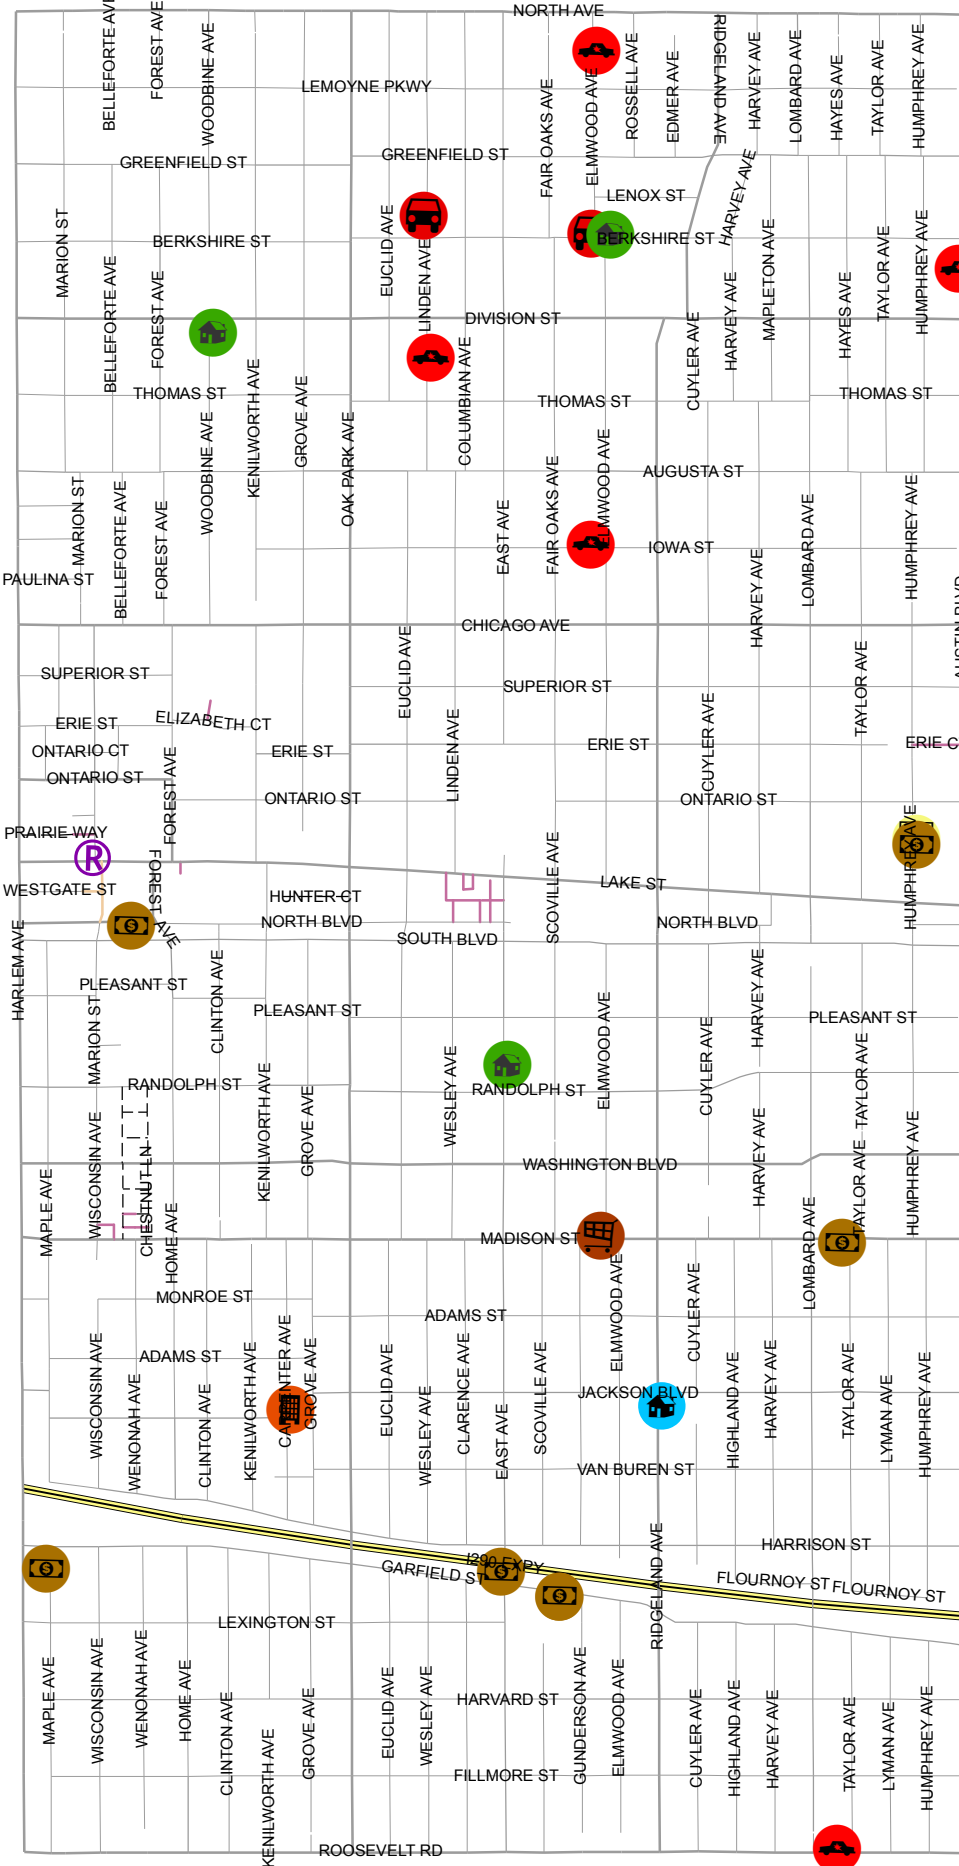 NORTH AVE
BELLEFORTE AVE
FOREST AVE
WOODBINE AVE
LEMOYNE PKWY
FAIR OAKS AVE
ELMWOOD AVE
ROSSELL AVE
EDMER AVE
RIDGELAND AVE
HARVEY AVE
LOMBARD AVE
HAYES AVE
TAYLOR AVE
HUMPHREY AVE
GREENFIELD ST
GREENFIELD ST
LENOX ST
HARVEY AVE
MARION ST
BERKSHIRE ST
EUCLID AVE
LINDEN AVE
BERKSHIRE ST
MAPLETON AVE
TAYLOR AVE
HUMPHREY AVE
BELLEFORTE AVE
FOREST AVE
DIVISION ST
CUYLER AVE
HARVEY AVE
HAYES AVE
THOMAS ST
KENILWORTH AVE
GROVE AVE
COLUMBIAN AVE
THOMAS ST
THOMAS ST
WOODBINE AVE
OAK PARK AVE
AUGUSTA ST
MARION ST
BELLEFORTE AVE
FOREST AVE
EAST AVE
FAIR OAKS AVE
ELMWOOD AVE
IOWA ST
HARVEY AVE
LOMBARD AVE
HUMPHREY AVE
PAULINA ST
AUSTIN BLVD
CHICAGO AVE
SUPERIOR ST
EUCLID AVE
SUPERIOR ST
TAYLOR AVE
ERIE ST
ELIZABETH CT
ONTARIO CT
ERIE ST
LINDEN AVE
ERIE ST
CUYLER AVE
ERIE C
ONTARIO ST
FOREST AVE
ONTARIO ST
ONTARIO ST
PRAIRIE WAY
R
$
HUMPHREY AVE
WESTGATE ST
FOREST AVE
HUNTER CT
SCOVILLE AVE
LAKE ST
$
NORTH BLVD
NORTH BLVD
SOUTH BLVD
HARLEM AVE
CLINTON AVE
PLEASANT ST
MARION ST
PLEASANT ST
ELMWOOD AVE
CUYLER AVE
HARVEY AVE
PLEASANT ST
TAYLOR AVE
RANDOLPH ST
KENILWORTH AVE
GROVE AVE
WESLEY AVE
RANDOLPH ST
WISCONSIN AVE
CHESTNUT LN
WASHINGTON BLVD
HARVEY AVE
TAYLOR AVE
HUMPHREY AVE
MAPLE AVE
HOME AVE
MADISON ST
LOMBARD AVE
$
MONROE ST
ADAMS ST
ELMWOOD AVE
CUYLER AVE
ADAMS ST
WISCONSIN AVE
WENONAH AVE
CLINTON AVE
KENILWORTH AVE
CARPENTER AVE
GROVE AVE
EUCLID AVE
WESLEY AVE
CLARENCE AVE
EAST AVE
SCOVILLE AVE
JACKSON BLVD
HIGHLAND AVE
HARVEY AVE
TAYLOR AVE
LYMAN AVE
HUMPHREY AVE
VAN BUREN ST
HARRISON ST
$
GARFIELD ST
I290 EXPY
$
$
RIDGELAND AVE
FLOURNOY ST
FLOURNOY ST
LEXINGTON ST
MAPLE AVE
WISCONSIN AVE
WENONAH AVE
HOME AVE
CLINTON AVE
KENILWORTH AVE
GROVE AVE
EUCLID AVE
WESLEY AVE
HARVARD ST
GUNDERSON AVE
ELMWOOD AVE
CUYLER AVE
HIGHLAND AVE
HARVEY AVE
TAYLOR AVE
LYMAN AVE
HUMPHREY AVE
FILLMORE ST
ROOSEVELT RD